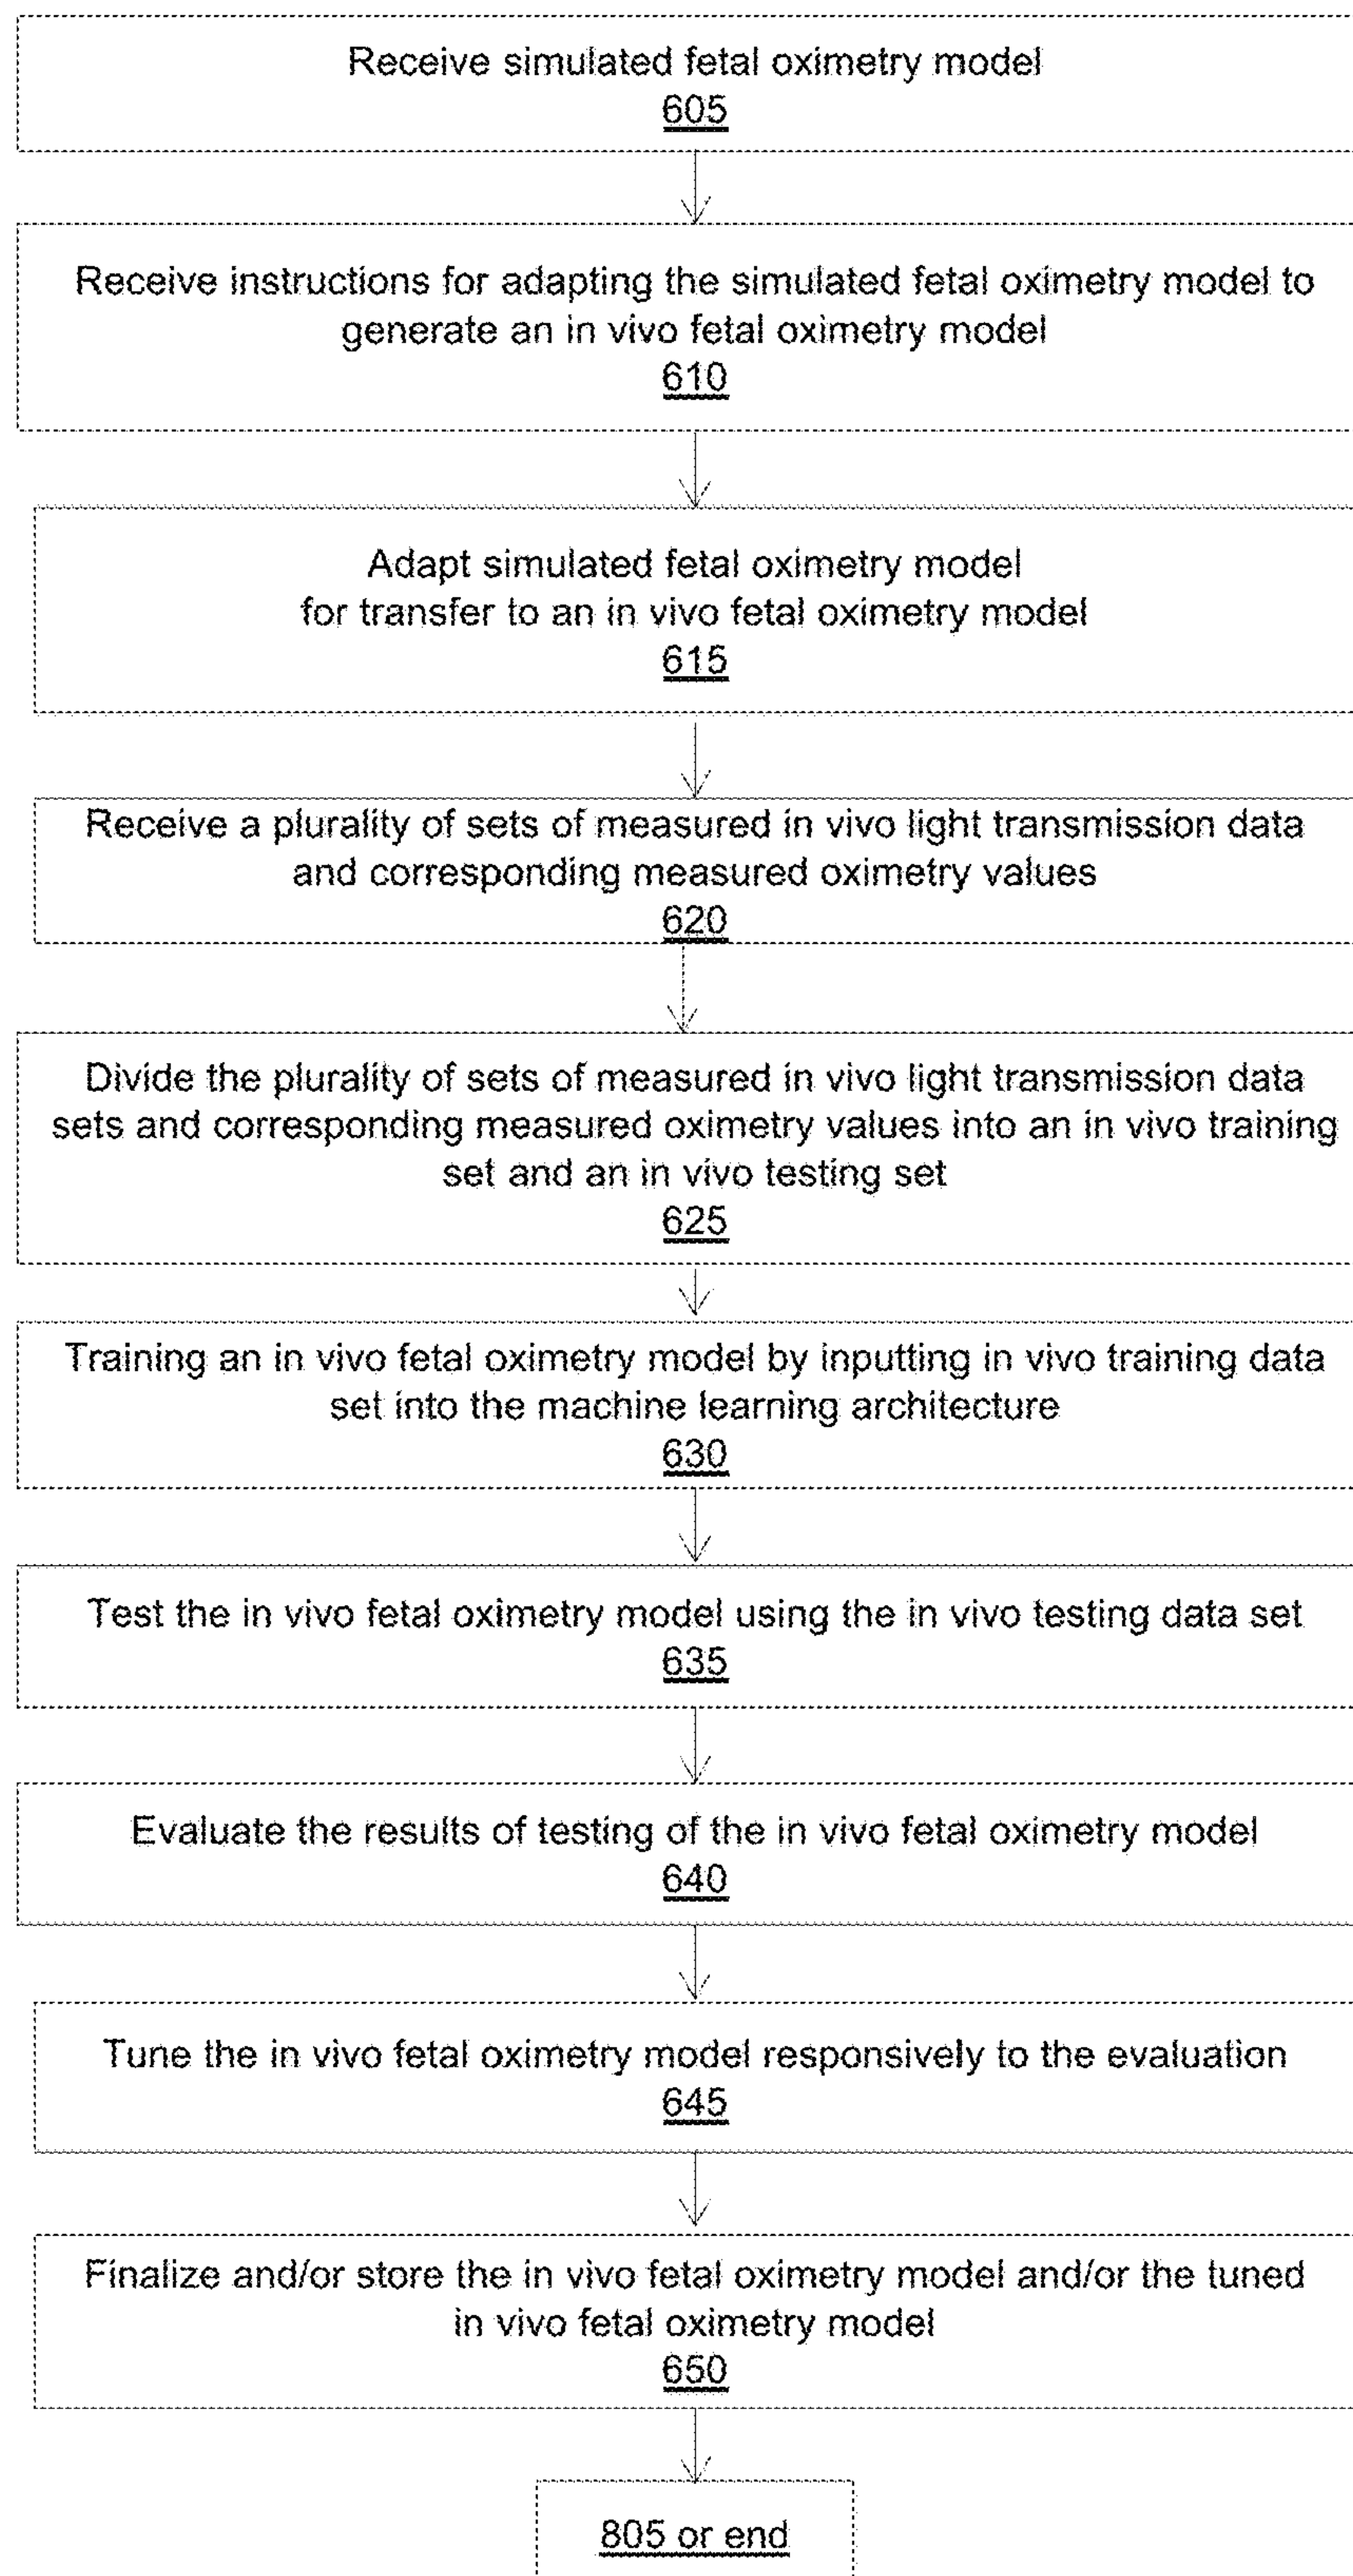 Receive simulated fetal oximetry model
605
Receive instructions for adapting the simulated fetal oximetry model to
generate an in vivo fetal oximetry model
610
Adapt simulated fetal oximetry model
for transfer to an in vivo fetal oximetry model
615
Receive a plurality of sets of measured in vivo light transmission data
and corresponding measured oximetry values
620
Divide the plurality of sets of measured in vivo light transmission data
sets and corresponding measured oximetry values into an in vivo training
set and an in vivo testing set
625
Training an in vivo fetal oximetry model by inputting in vivo training data
set into the machine learning architecture
630
Test the in vivo fetal oximetry model using the in vivo testing data set
635
Evaluate the results of testing of the in vivo fetal oximetry model
640
Tune the in vivo fetal oximetry model responsively to the evaluation
645
Finalize and/or store the in vivo fetal oximetry model and/or the tuned
in vivo fetal oximetry model
650
805 or end